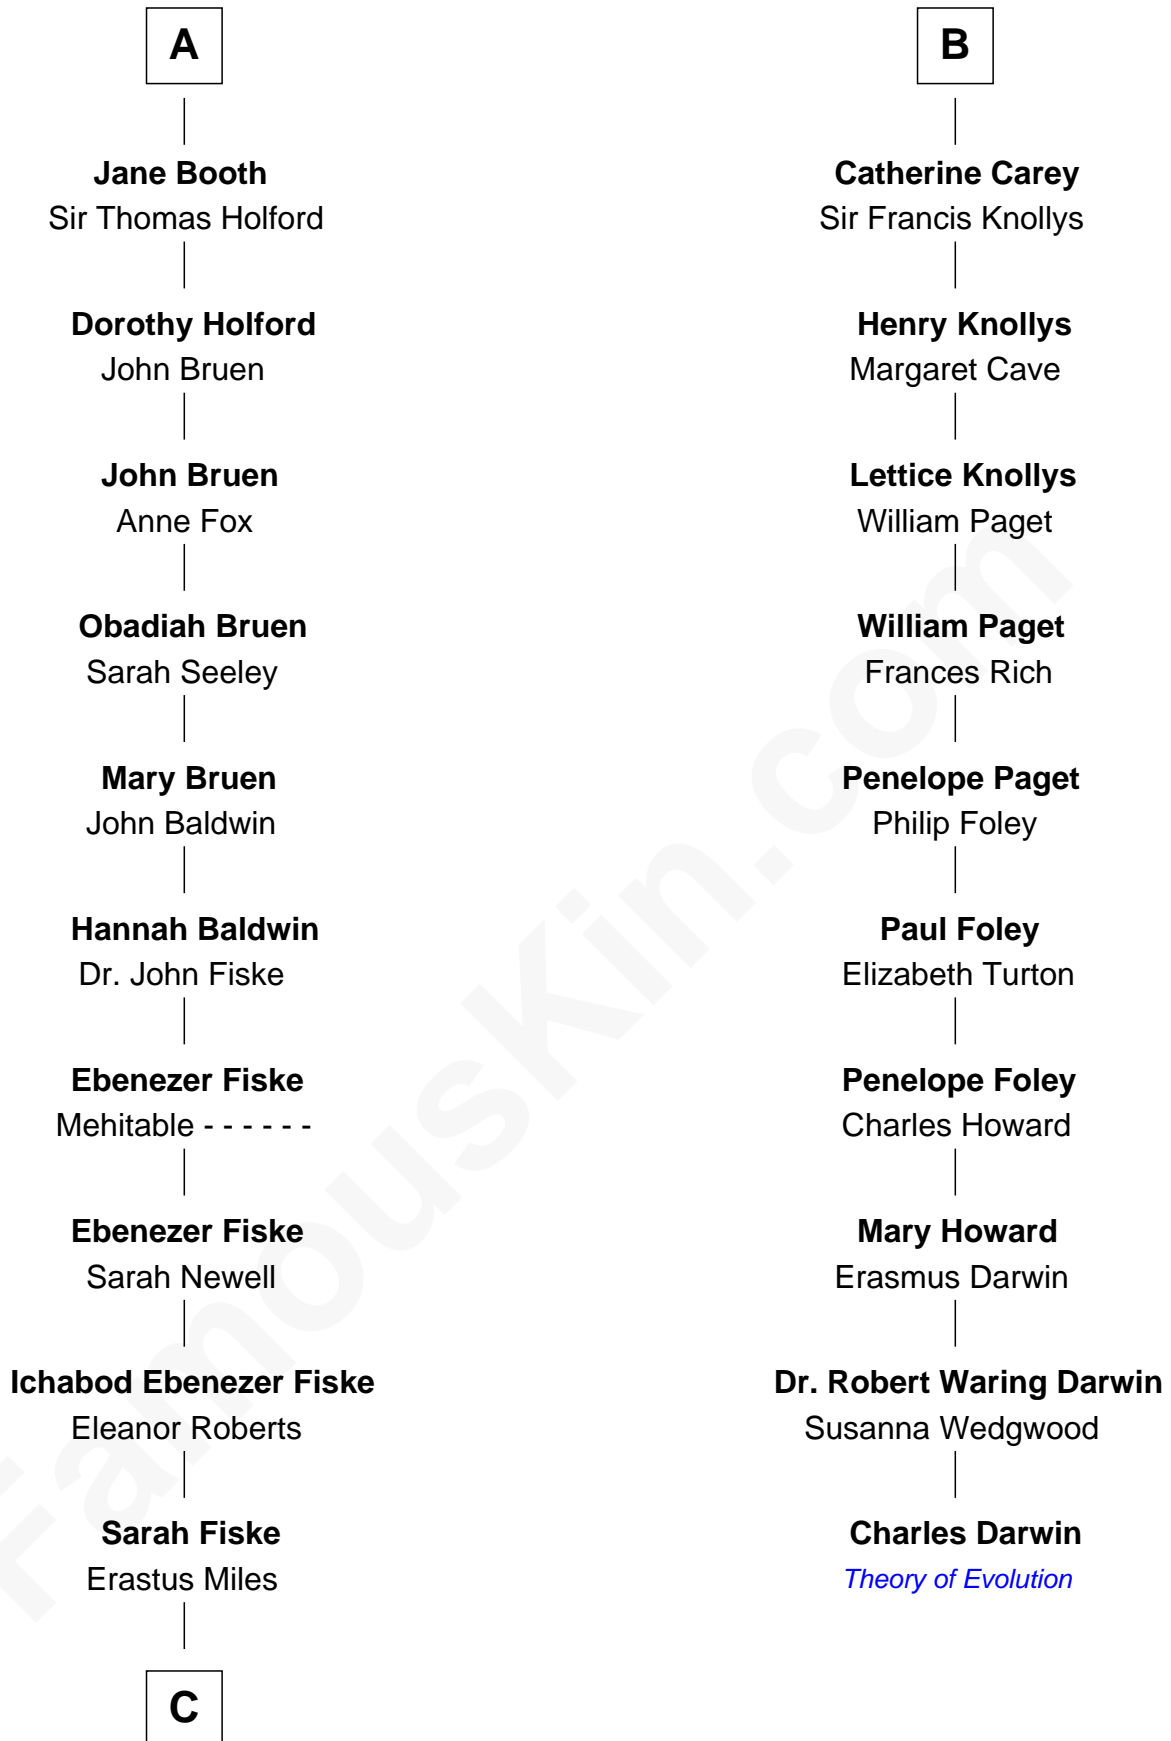 A
Jane Booth
Sir Thomas Holford
Dorothy Holford
John Bruen
John Bruen
Anne Fox
Obadiah Bruen
Sarah Seeley
Mary Bruen
John Baldwin
Hannah Baldwin
Dr. John Fiske
Ebenezer Fiske
Mehitable - - - - - -
Ebenezer Fiske
Sarah Newell
Ichabod Ebenezer Fiske
Eleanor Roberts
Sarah Fiske
Erastus Miles
C
B
Catherine Carey
Sir Francis Knollys
Henry Knollys
Margaret Cave
Lettice Knollys
William Paget
William Paget
Frances Rich
Penelope Paget
Philip Foley
Paul Foley
Elizabeth Turton
Penelope Foley
Charles Howard
Mary Howard
Erasmus Darwin
Dr. Robert Waring Darwin
Susanna Wedgwood
Charles Darwin
Theory of Evolution
FamousKin.com